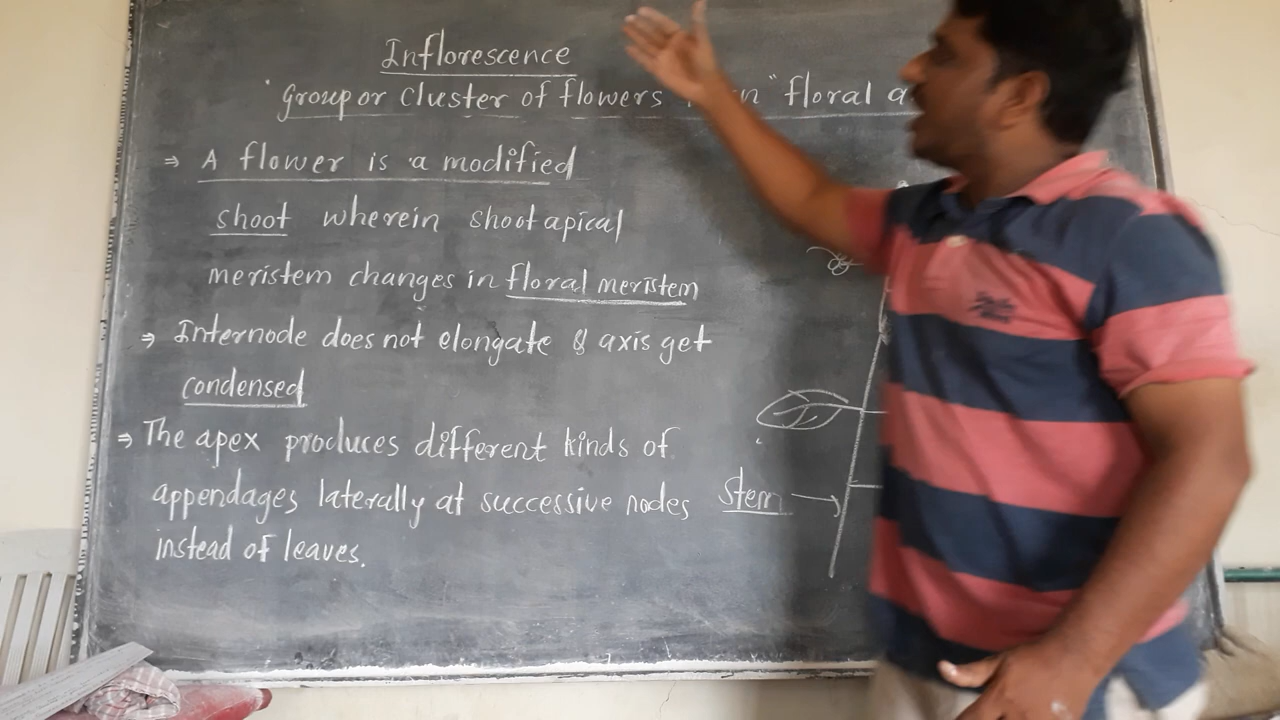 Inflorescence
"Group or Cluster of flowers "floral
⇒ A flower is a modified
shoot wherein shoot apical
meristem changes in floral meristem
⇒ Internode does not elongate & axis get
condensed
⇒ The apex produces different kinds of
appendages laterally at successive nodes
instead of leaves.
Stem →